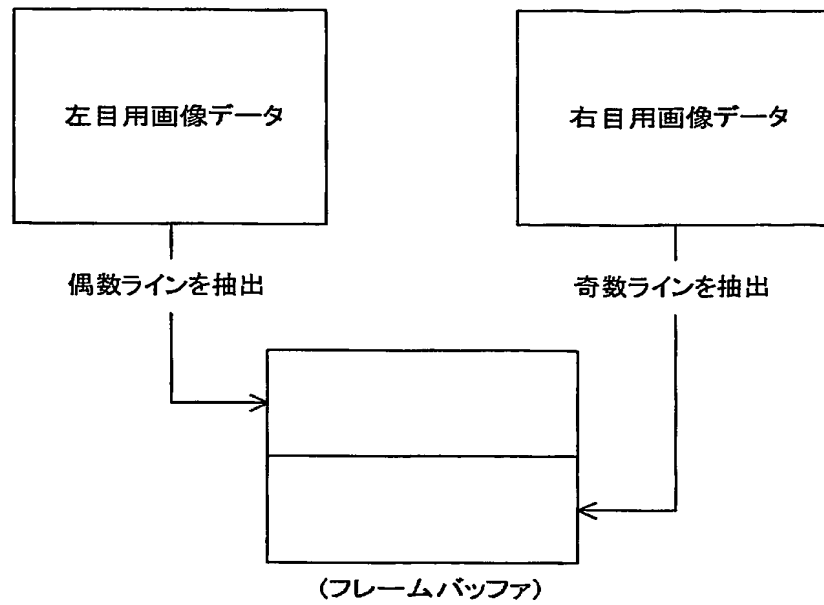 左目用画像データ
右目用画像データ
偶数ラインを抽出
奇数ラインを抽出
(フレームバッファ)